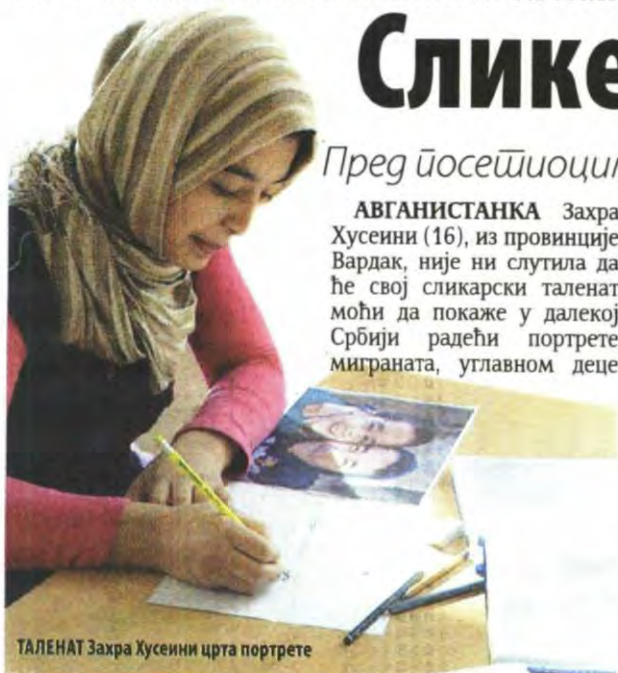 Слике
Пред посетиоци
АВГАНИСТАНКА Захра
Хусеини (16), из провинције
Вардак, није ни слутила да
ће свој сликарски таленат
моћи да покаже у далекој
Србији радећи портрете
миграната, углавном деце
ТАЛЕНАТ Захра Хусеини црта портрете